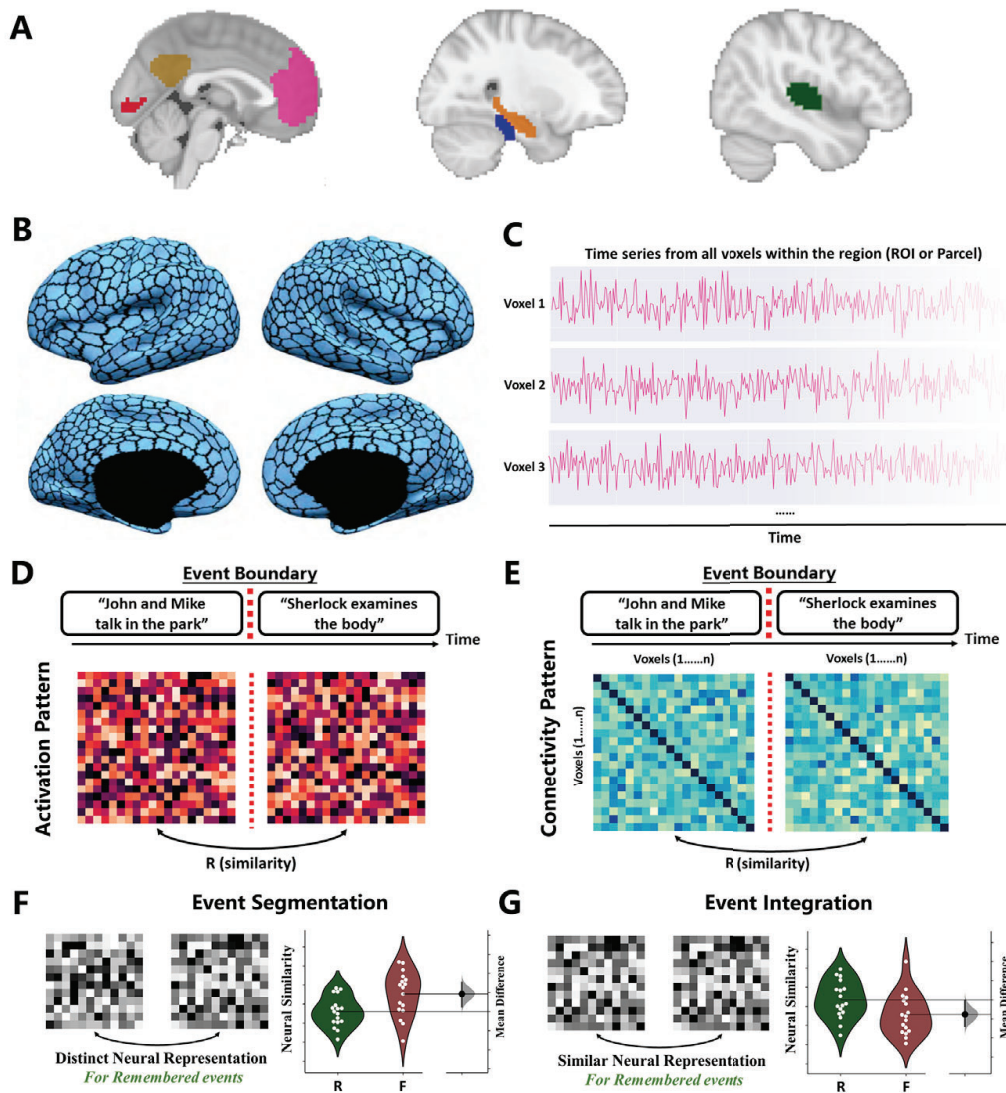 A
B
C
Time series from all voxels within the region (ROI or Parcel)
Voxel 1
Voxel 2
Voxel 3
......
Time
D
Event Boundary
“John and Mike
talk in the park”
“Sherlock examines
the body”
Time
Activation Pattern
R (similarity)
E
Event Boundary
“John and Mike
talk in the park”
“Sherlock examines
the body”
Time
Voxels (1......n)
Voxels (1......n)
Voxels (1......n)
Connectivity Pattern
R (similarity)
F
Event Segmentation
Distinct Neural Representation
For Remembered events
Neural Similarity
R
F
Mean Difference
G
Event Integration
Similar Neural Representation
For Remembered events
Neural Similarity
R
F
Mean Difference